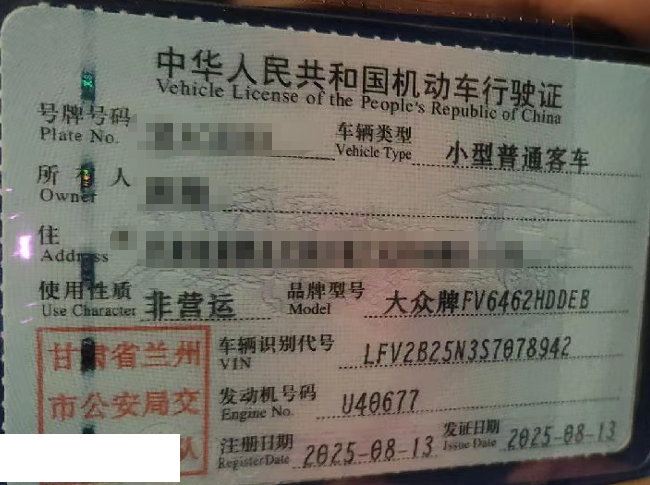 中华人民共和国机动车行驶证
Vehicle License of the People's Republic of China
号牌号码
Plate No.
车辆类型 小型普通客车
Vehicle Type
所有人
Owner
住
Address
使用性质 非营运 品牌型号 大众牌FV6462HDDEB
Use Character Model
甘肃省兰州
市公安局交
队
车辆识别代号 LFV2B25N3S7078942
VIN
发动机号码 U40677
Engine No.
注册日期 2025-08-13 发证日期 2025-08-13
Register Date Issue Date